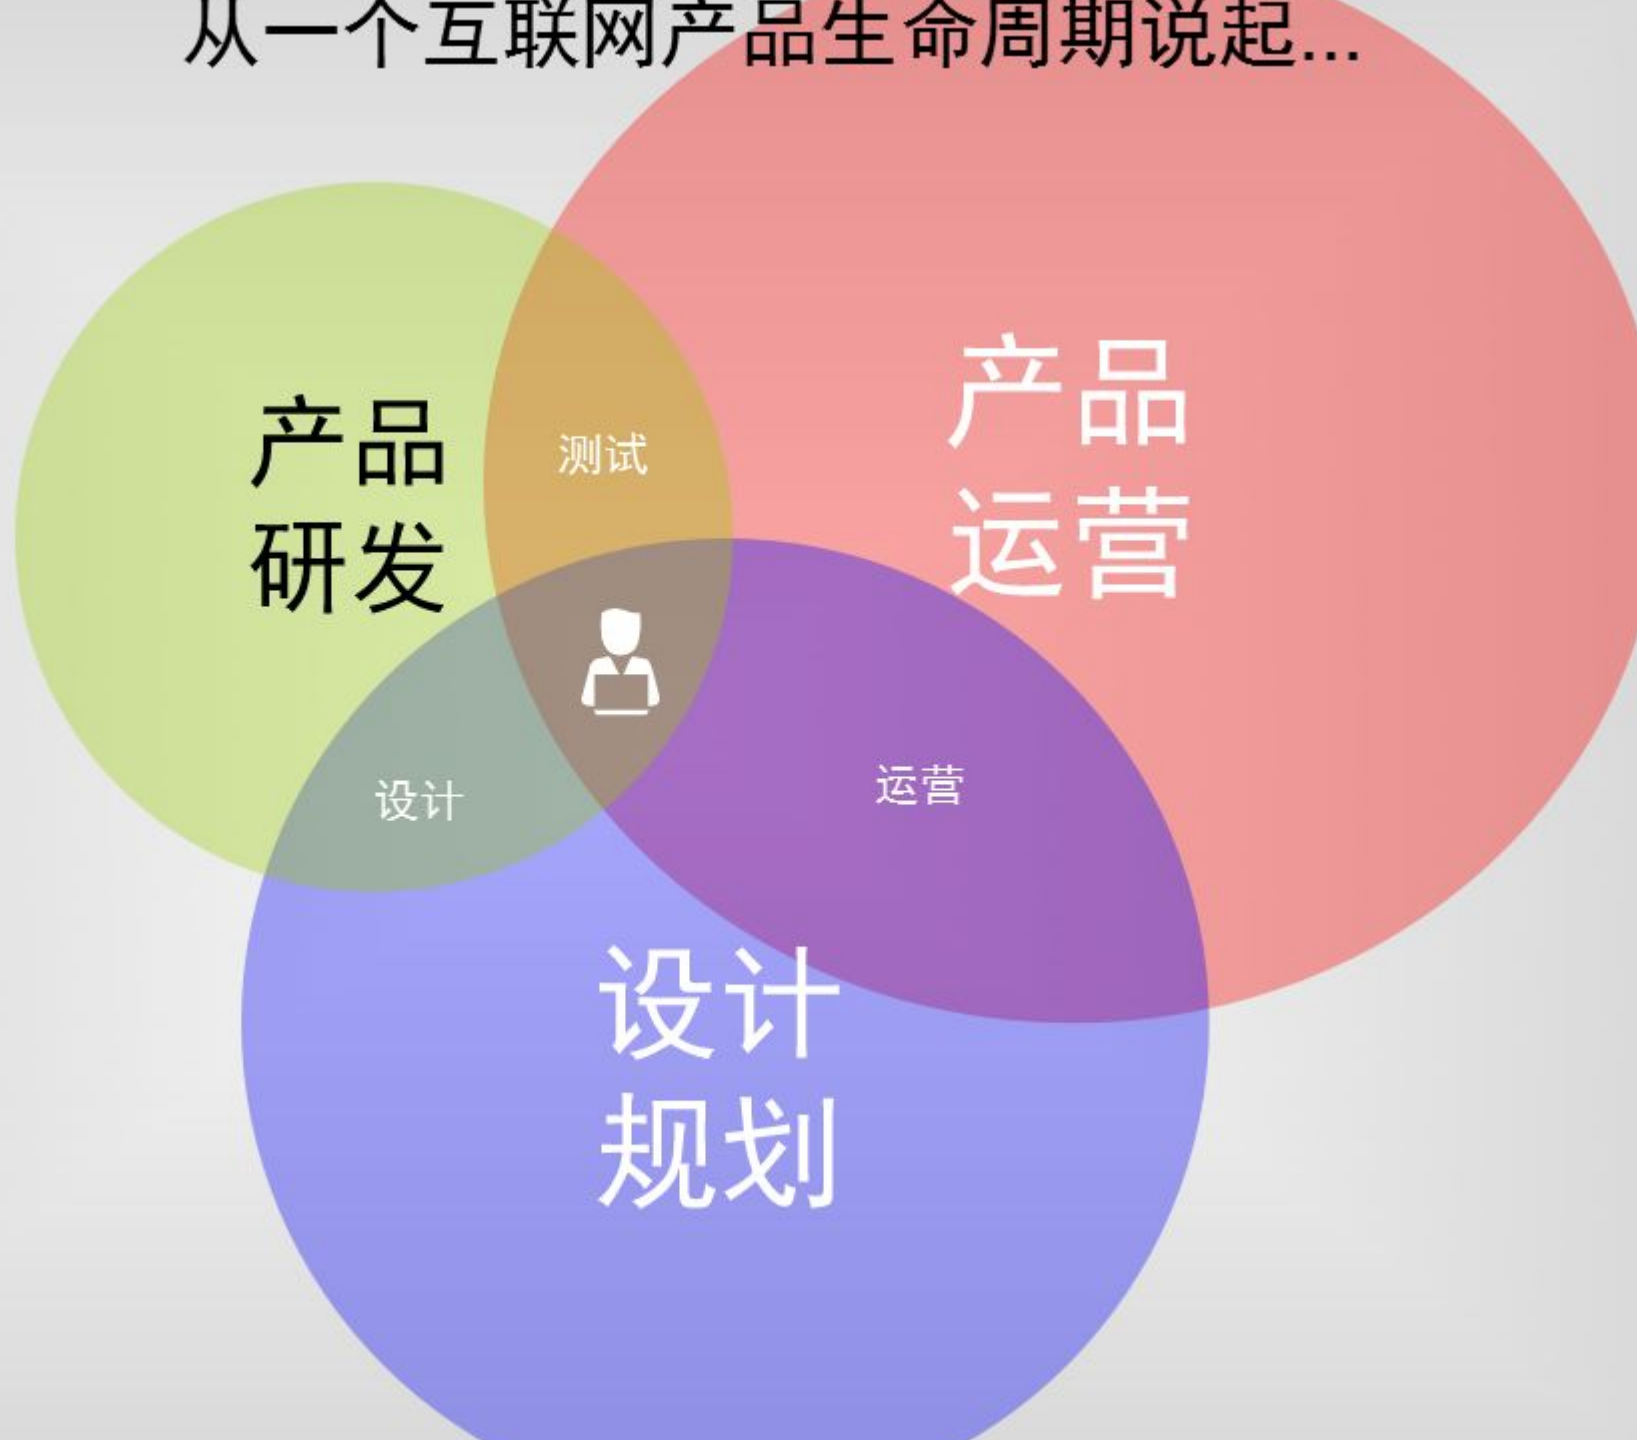 从一个互联网产品生命周期说起...
产品
研发
测试
产品
运营
设计
运营
设计
规划